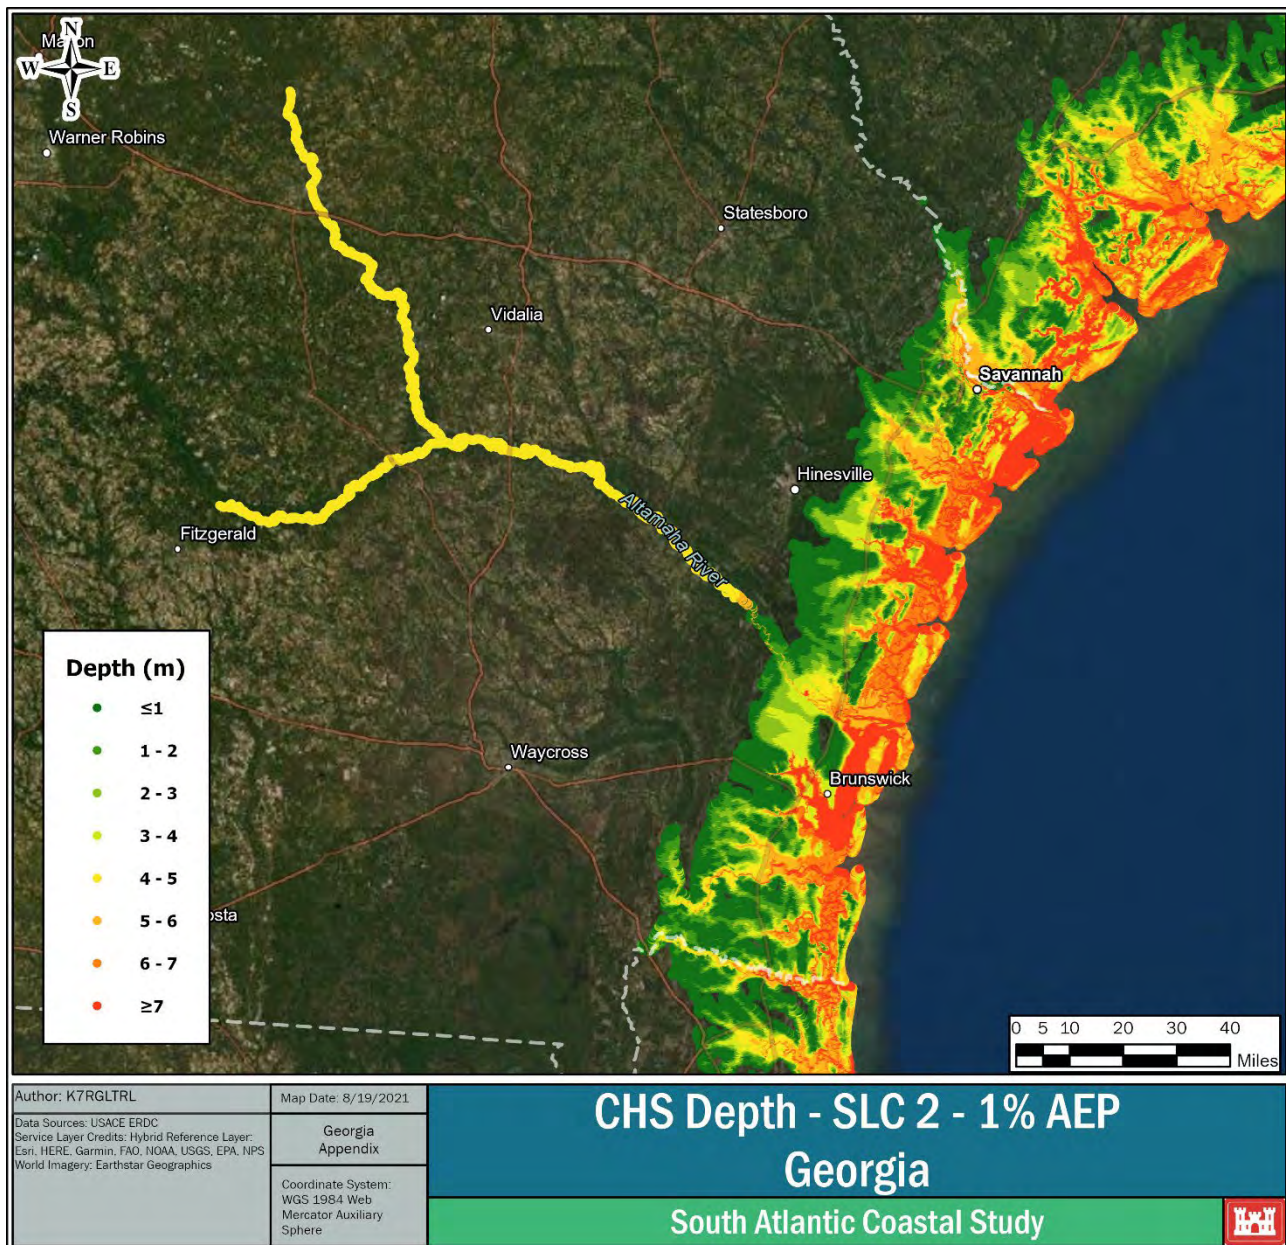 N
Macon
W
E
S
Warner Robins
Statesboro
Vidalia
Savannah
Hinesville
Altamaha River
Fitzgerald
Depth (m)
≤1
1 - 2
2 - 3
3 - 4
4 - 5
5 - 6
6 - 7
≥7
Waycross
Brunswick
osta
0 5 10 20 30 40
Miles
Author: K7RGLTRL
Data Sources: USACE ERDC
Service Layer Credits: Hybrid Reference Layer:
Esri, HERE, Garmin, FAO, NOAA, USGS, EPA, NPS
World Imagery: Earthstar Geographics
Map Date: 8/19/2021
Georgia
Appendix
Coordinate System:
WGS 1984 Web
Mercator Auxiliary
Sphere
CHS Depth - SLC 2 - 1% AEP
Georgia
South Atlantic Coastal Study